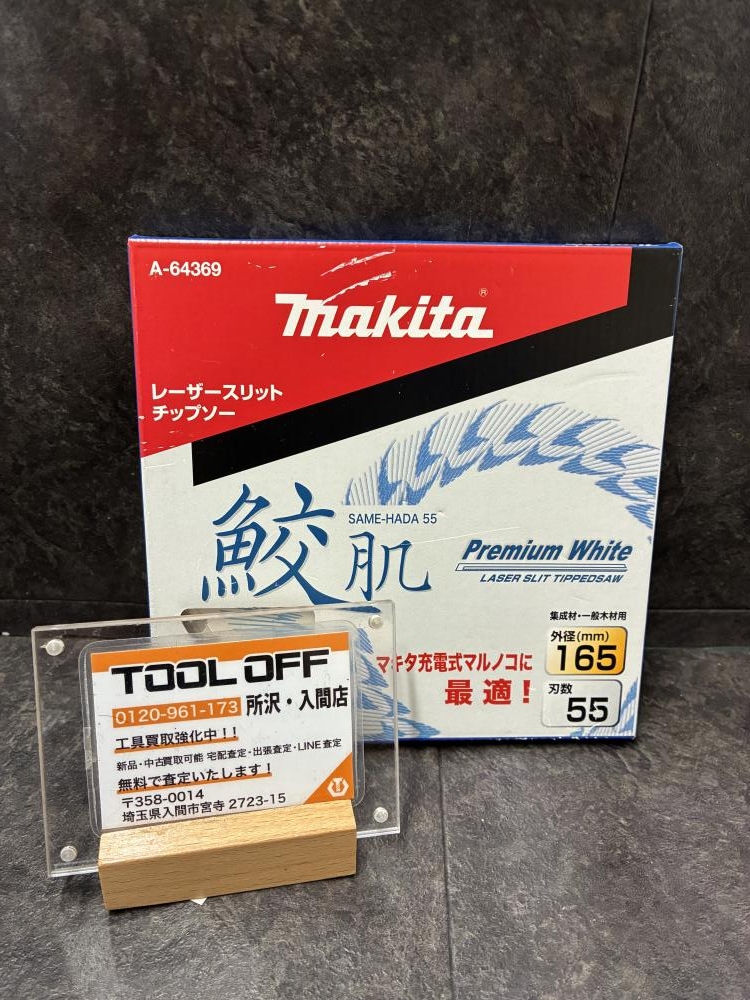 A-64369
makita®
レーザースリット
チップソー
鮫肌
SAME-HADA 55
Premium White
LASER SLIT TIPPEDSAW
集成材・一般木材用
外径(mm)
165
マキタ充電式マルノコに
最適！
刃数
55
TOOL OFF
0120-961-173 所沢・入間店
工具買取強化中！！
新品・中古買取可能 宅配査定・出張査定・LINE査定
無料で査定いたします！
〒358-0014
埼玉県入間市宮寺 2723-15